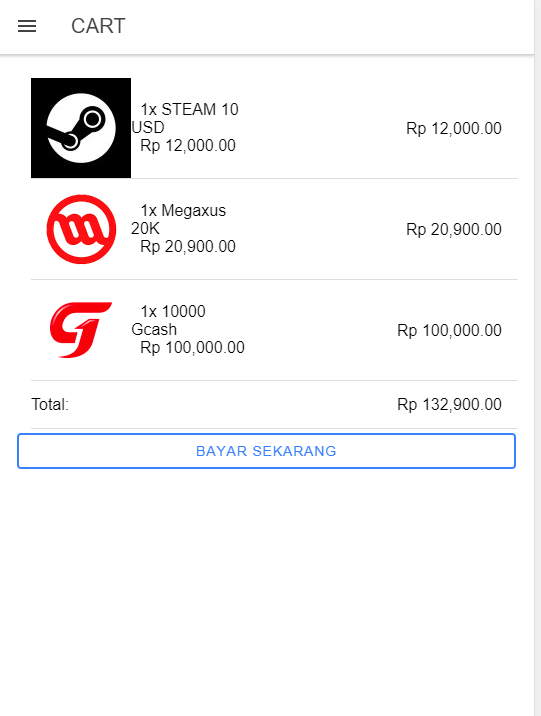 CART
1x STEAM 10
USD
Rp 12,000.00
Rp 12,000.00
1x Megaxus
20K
Rp 20,900.00
Rp 20,900.00
1x 10000
Gcash
Rp 100,000.00
Rp 100,000.00
Total:
Rp 132,900.00
BAYAR SEKARANG